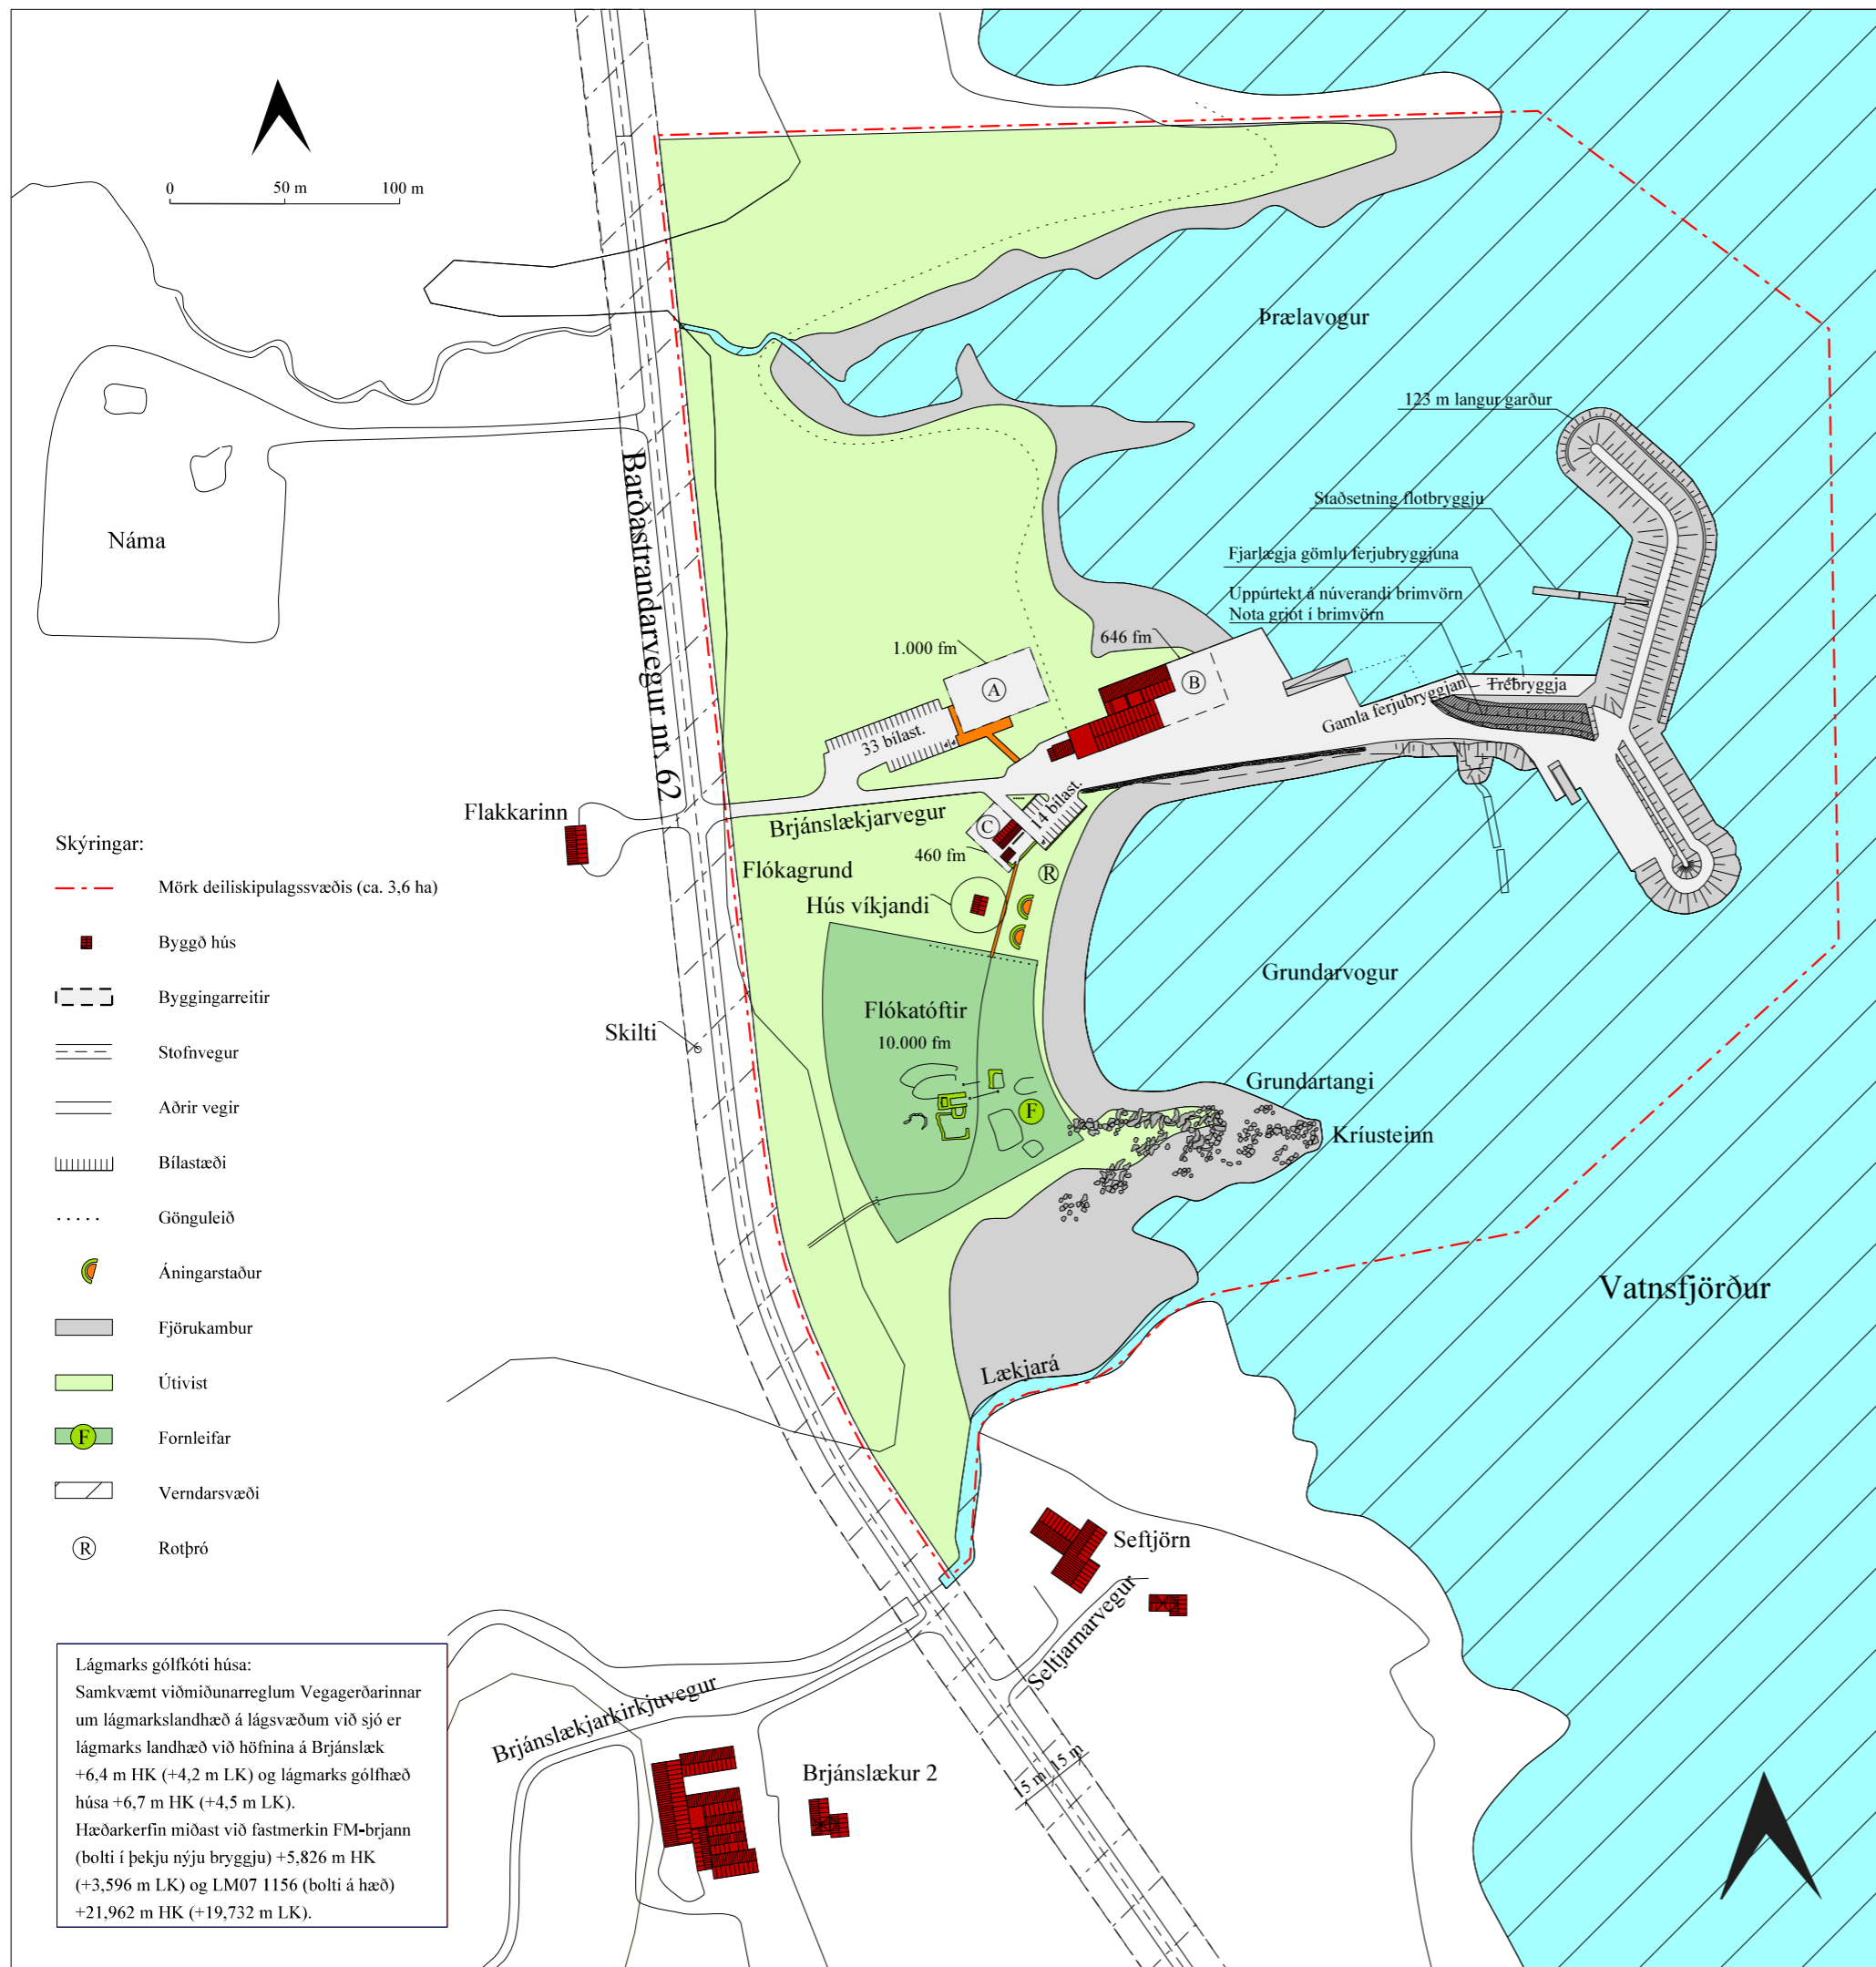 0
50 m
100 m
Þrælavogur
123 m langur garður
Staðsetning flotbryggju
Fjarlægja gömlu ferjubryggjuna
Uppúrtekt á núverandi brimvörn
Nota grjót í brimvörn
Náma
Barðastrandarvegur nr. 62
1.000 fm
A
646 fm
B
33 bílast.
Gamla ferjubryggjan
Trébryggja
Flakkarinn
Brjánslækjarvegur
14 bílast.
C
460 fm
R
Flókagrund
Hús víkjandi
Flókatóftir
10.000 fm
F
Skilti
Grundarvogur
Grundartangi
Kríusteinn
Vatnsfjörður
Lækjará
Seftjörn
Seltjarnarvegur
Brjánslækjarkirkjuvegur
Brjánslækur 2
15 m
15 m
Skýringar:
Mörk deiliskipulagssvæðis (ca. 3,6 ha)
Byggð hús
Byggingarreitir
Stofnvegur
Aðrir vegir
Bílastæði
Gönguleið
Áningarstaður
Fjörukambur
Útivist
F Fornleifar
Verndarsvæði
R Rotþró
Lágmarks gólfkóti húsa:
Samkvæmt viðmiðunarreglum Vegagerðarinnar
um lágmarkslandhæð á lágsvæðum við sjó er
lágmarks landhæð við höfnina á Brjánslæk
+6,4 m HK (+4,2 m LK) og lágmarks gólfhæð
húsa +6,7 m HK (+4,5 m LK).
Hæðarkerfin miðast við fastmerkin FM-brjann
(bolti í þekju nýju bryggju) +5,826 m HK
(+3,596 m LK) og LM07 1156 (bolti á hæð)
+21,962 m HK (+19,732 m LK).